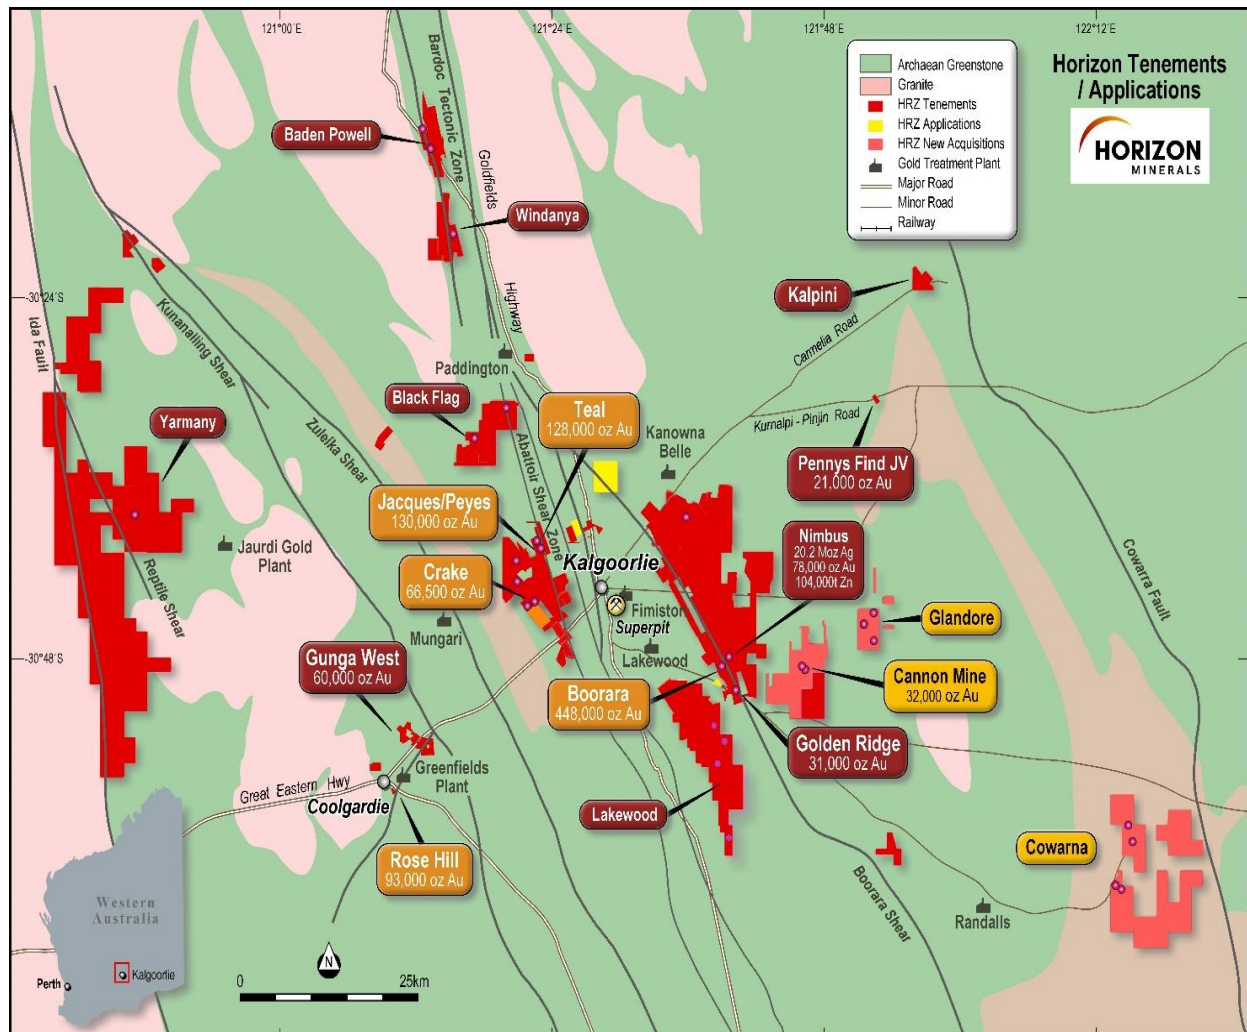 121°00´E
121°24´E
121°48´E
122°12´E
Horizon Tenements
/ Applications
HORIZON
MINERALS
Archaean Greenstone
Granite
HRZ Tenements
HRZ Applications
HRZ New Acquisitions
Gold Treatment Plant
Major Road
Minor Road
Railway
Bardoc Tectonic Zone
Baden Powell
Goldfields
Windanya
Highway
-30°24´S
Kalpini
Carmelia Road
Ida Fault
Kunanalling Shear
Paddington
Black Flag
Teal
128,000 oz Au
Kurnalpi - Pinjin Road
Yarmany
Zuleika Shear
Abattoir Shear Zone
Kanowna
Belle
Pennys Find JV
21,000 oz Au
Jacques/Peyes
130,000 oz Au
Nimbus
20.2 Moz Ag
78,000 oz Au
104,000t Zn
Jaurdi Gold
Plant
Kalgoorlie
Crake
66,500 oz Au
Reptile Shear
Cowarra Fault
Fimiston
Superpit
Glandore
Mungari
-30°48´S
Lakewood
Gunga West
60,000 oz Au
Cannon Mine
32,000 oz Au
Boorara
448,000 oz Au
Golden Ridge
31,000 oz Au
Greenfields
Plant
Great Eastern Hwy
Coolgardie
Lakewood
Rose Hill
93,000 oz Au
Cowarna
Boorara Shear
Randalls
Western
Australia
Perth
Kalgoorlie
N
0
25km